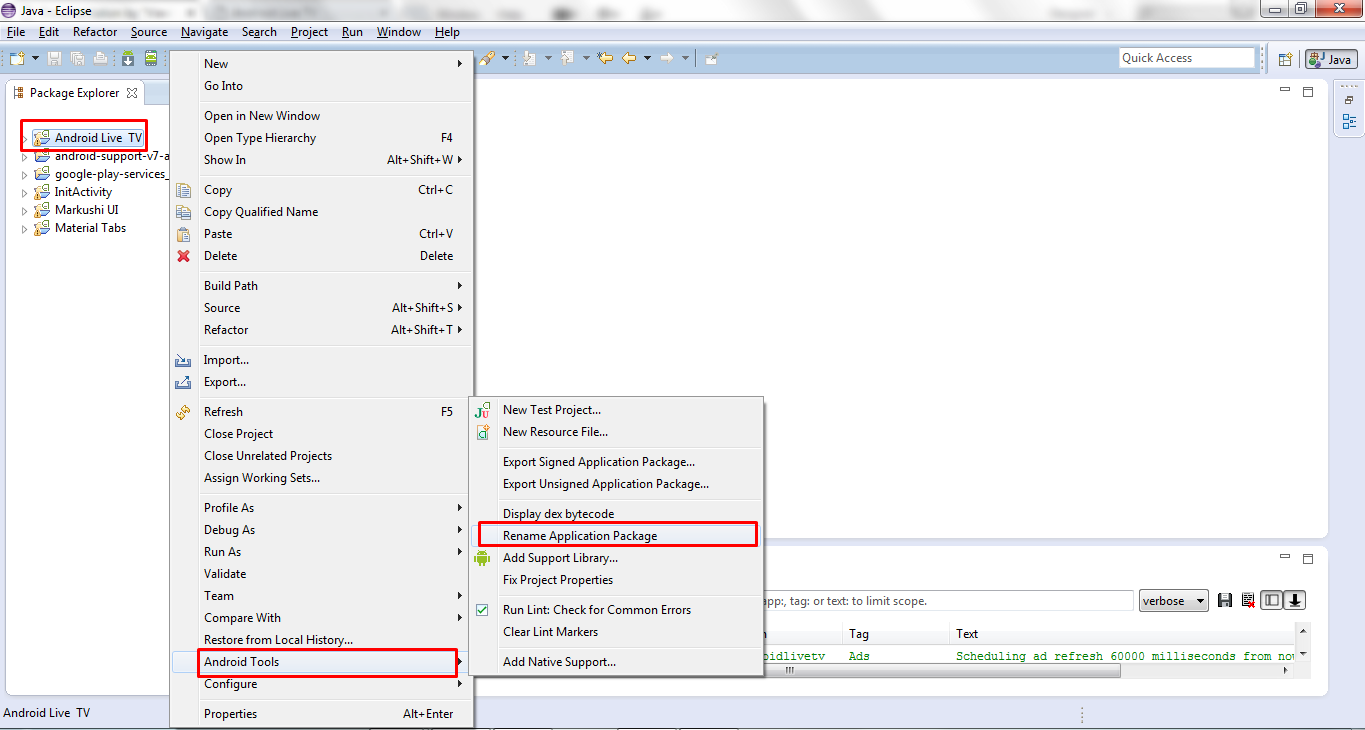 Java - Eclipse
File Edit Refactor Source Navigate Search Project Run Window Help
Quick Access
Java
Package Explorer
Android Live TV
android-support-v7-a
google-play-services_
InitActivity
Markushi UI
Material Tabs
New
Go Into
Open in New Window
Open Type Hierarchy F4
Show In Alt+Shift+W
Copy Ctrl+C
Copy Qualified Name
Paste Ctrl+V
Delete Delete
Build Path
Source Alt+Shift+S
Refactor Alt+Shift+T
Import...
Export...
Refresh F5
Close Project
Close Unrelated Projects
Assign Working Sets...
Profile As
Debug As
Run As
Validate
Team
Compare With
Restore from Local History...
Android Tools
Configure
Properties Alt+Enter
New Test Project...
New Resource File...
Export Signed Application Package...
Export Unsigned Application Package...
Display dex bytecode
Rename Application Package
Add Support Library...
Fix Project Properties
Run Lint: Check for Common Errors
Clear Lint Markers
Add Native Support...
app:, tag: or text: to limit scope.
verbose
n Tag Text
oidlivetv Ads Scheduling ad refresh 60000 milliseconds from now
Android Live TV